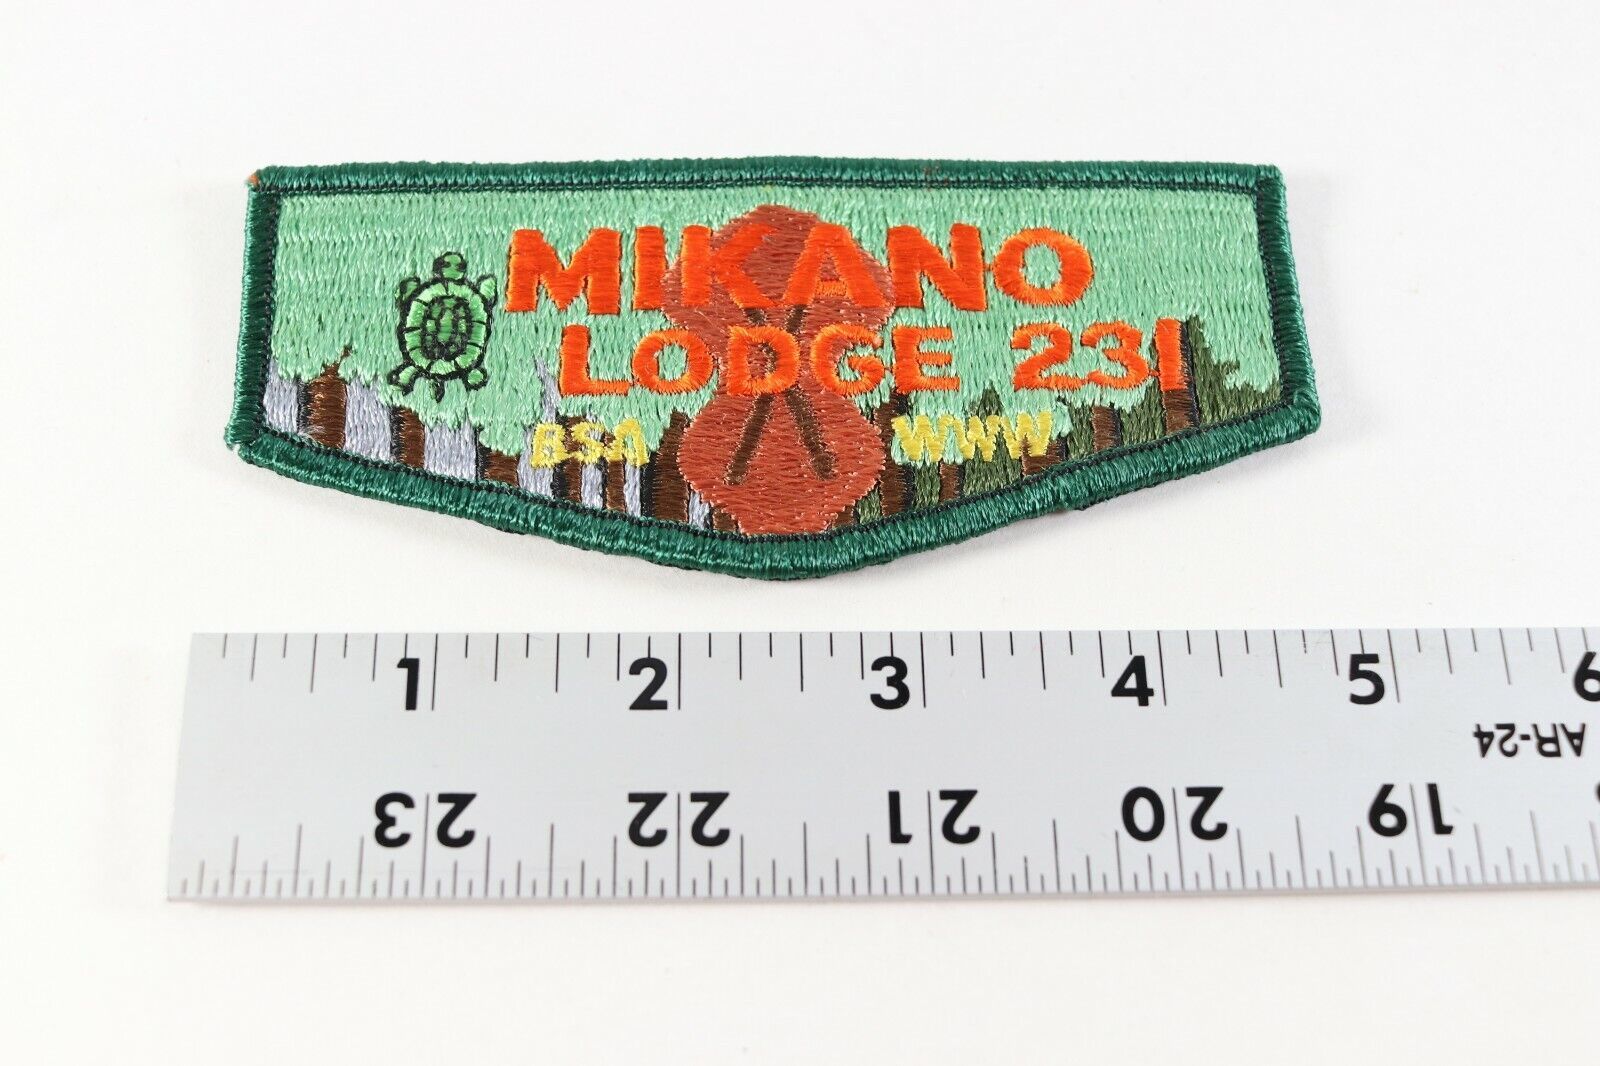 MIKANO
LODGE 231
BSA WWW
1 2 3 4 5 6
AR-24
23 22 21 20 19